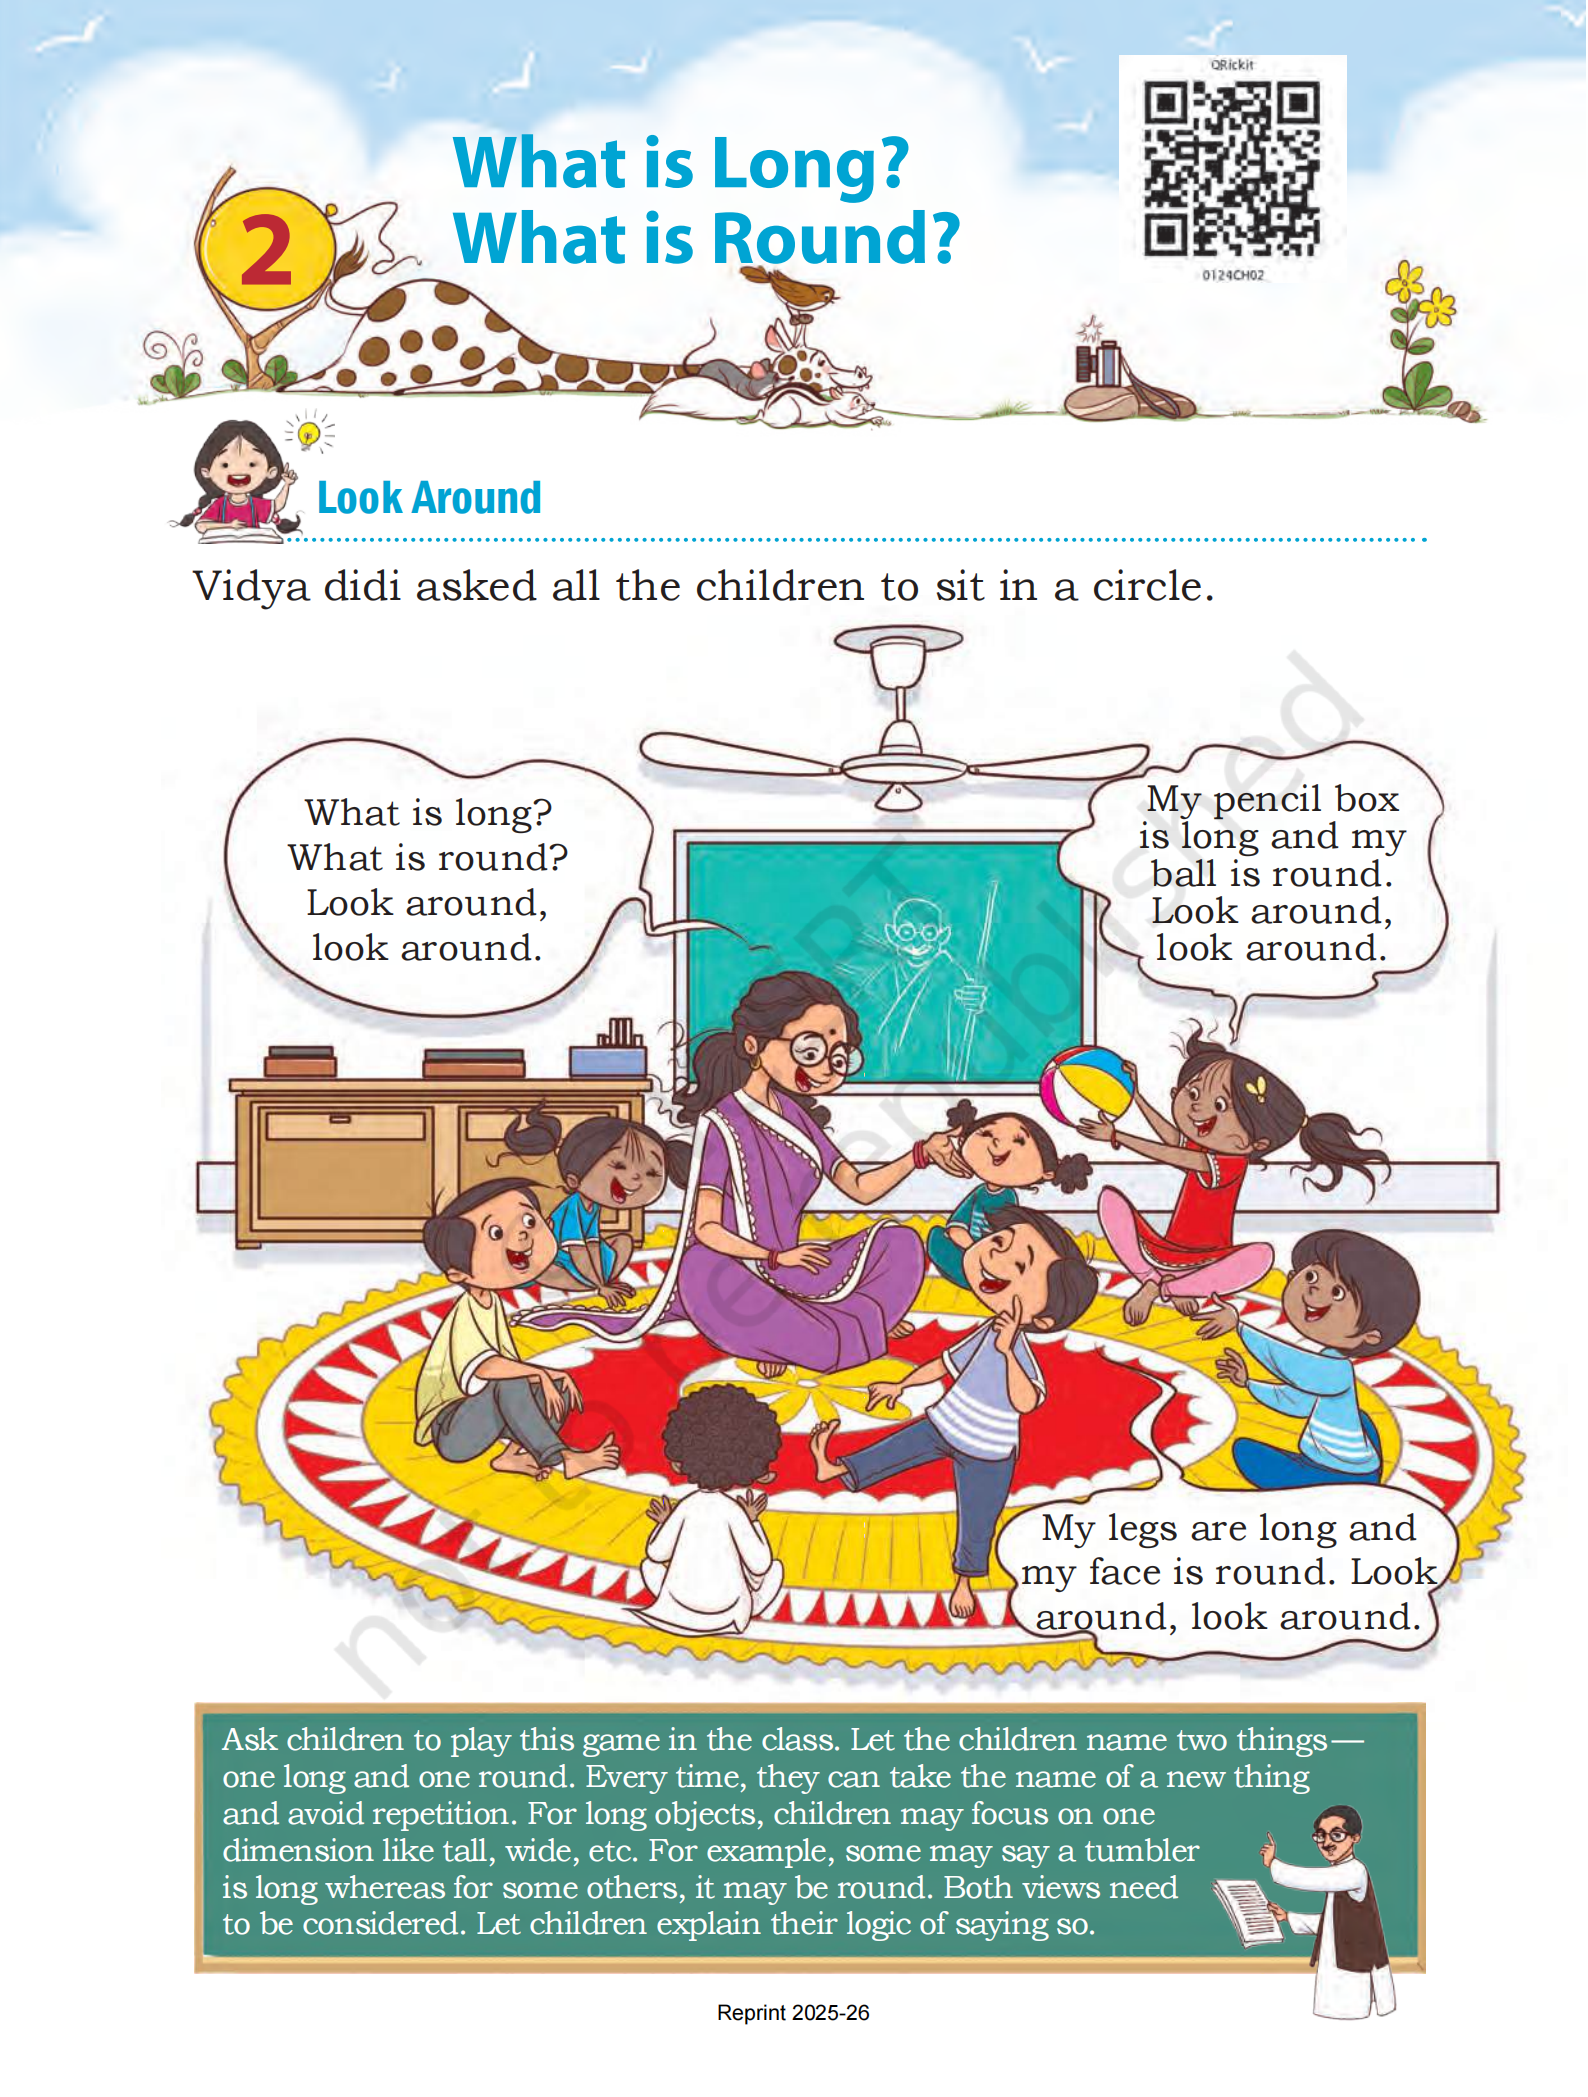 QRickit
0124CH02
What is Long?
What is Round?
2
Look Around
Vidya didi asked all the children to sit in a circle.
What is long?
What is round?
Look around,
look around.
My pencil box
is long and my
ball is round.
Look around,
look around.
My legs are long and
my face is round. Look
around, look around.
not to be republished
Ask children to play this game in the class. Let the children name two things—
one long and one round. Every time, they can take the name of a new thing
and avoid repetition. For long objects, children may focus on one
dimension like tall, wide, etc. For example, some may say a tumbler
is long whereas for some others, it may be round. Both views need
to be considered. Let children explain their logic of saying so.
Reprint 2025-26